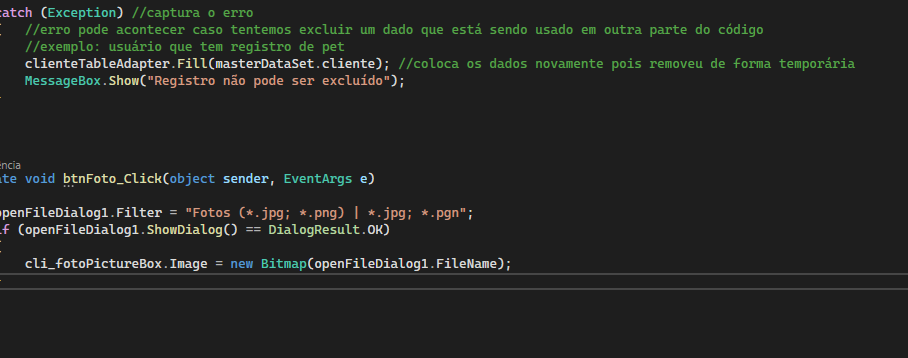 atch (Exception) //captura o erro
{ //erro pode acontecer caso tentemos excluir um dado que está sendo usado em outra parte do código
//exemplo: usuário que tem registro de pet
clienteTableAdapter.Fill(masterDataSet.cliente); //coloca os dados novamente pois removeu de forma temporária
MessageBox.Show("Registro não pode ser excluído");
ência
ate void btnFoto_Click(object sender, EventArgs e)
openFileDialog1.Filter = "Fotos (*.jpg; *.png) | *.jpg; *.pgn";
if (openFileDialog1.ShowDialog() == DialogResult.OK)
{
cli_fotoPictureBox.Image = new Bitmap(openFileDialog1.FileName);